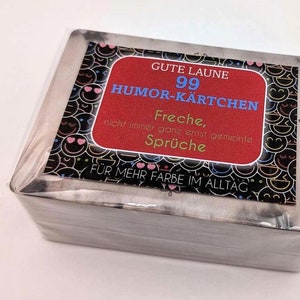 GUTE LAUNE
99
HUMOR-KÄRTCHEN
Freche,
nicht immer ganz ernst gemeinte
Sprüche
FÜR MEHR FARBE IM ALLTAG